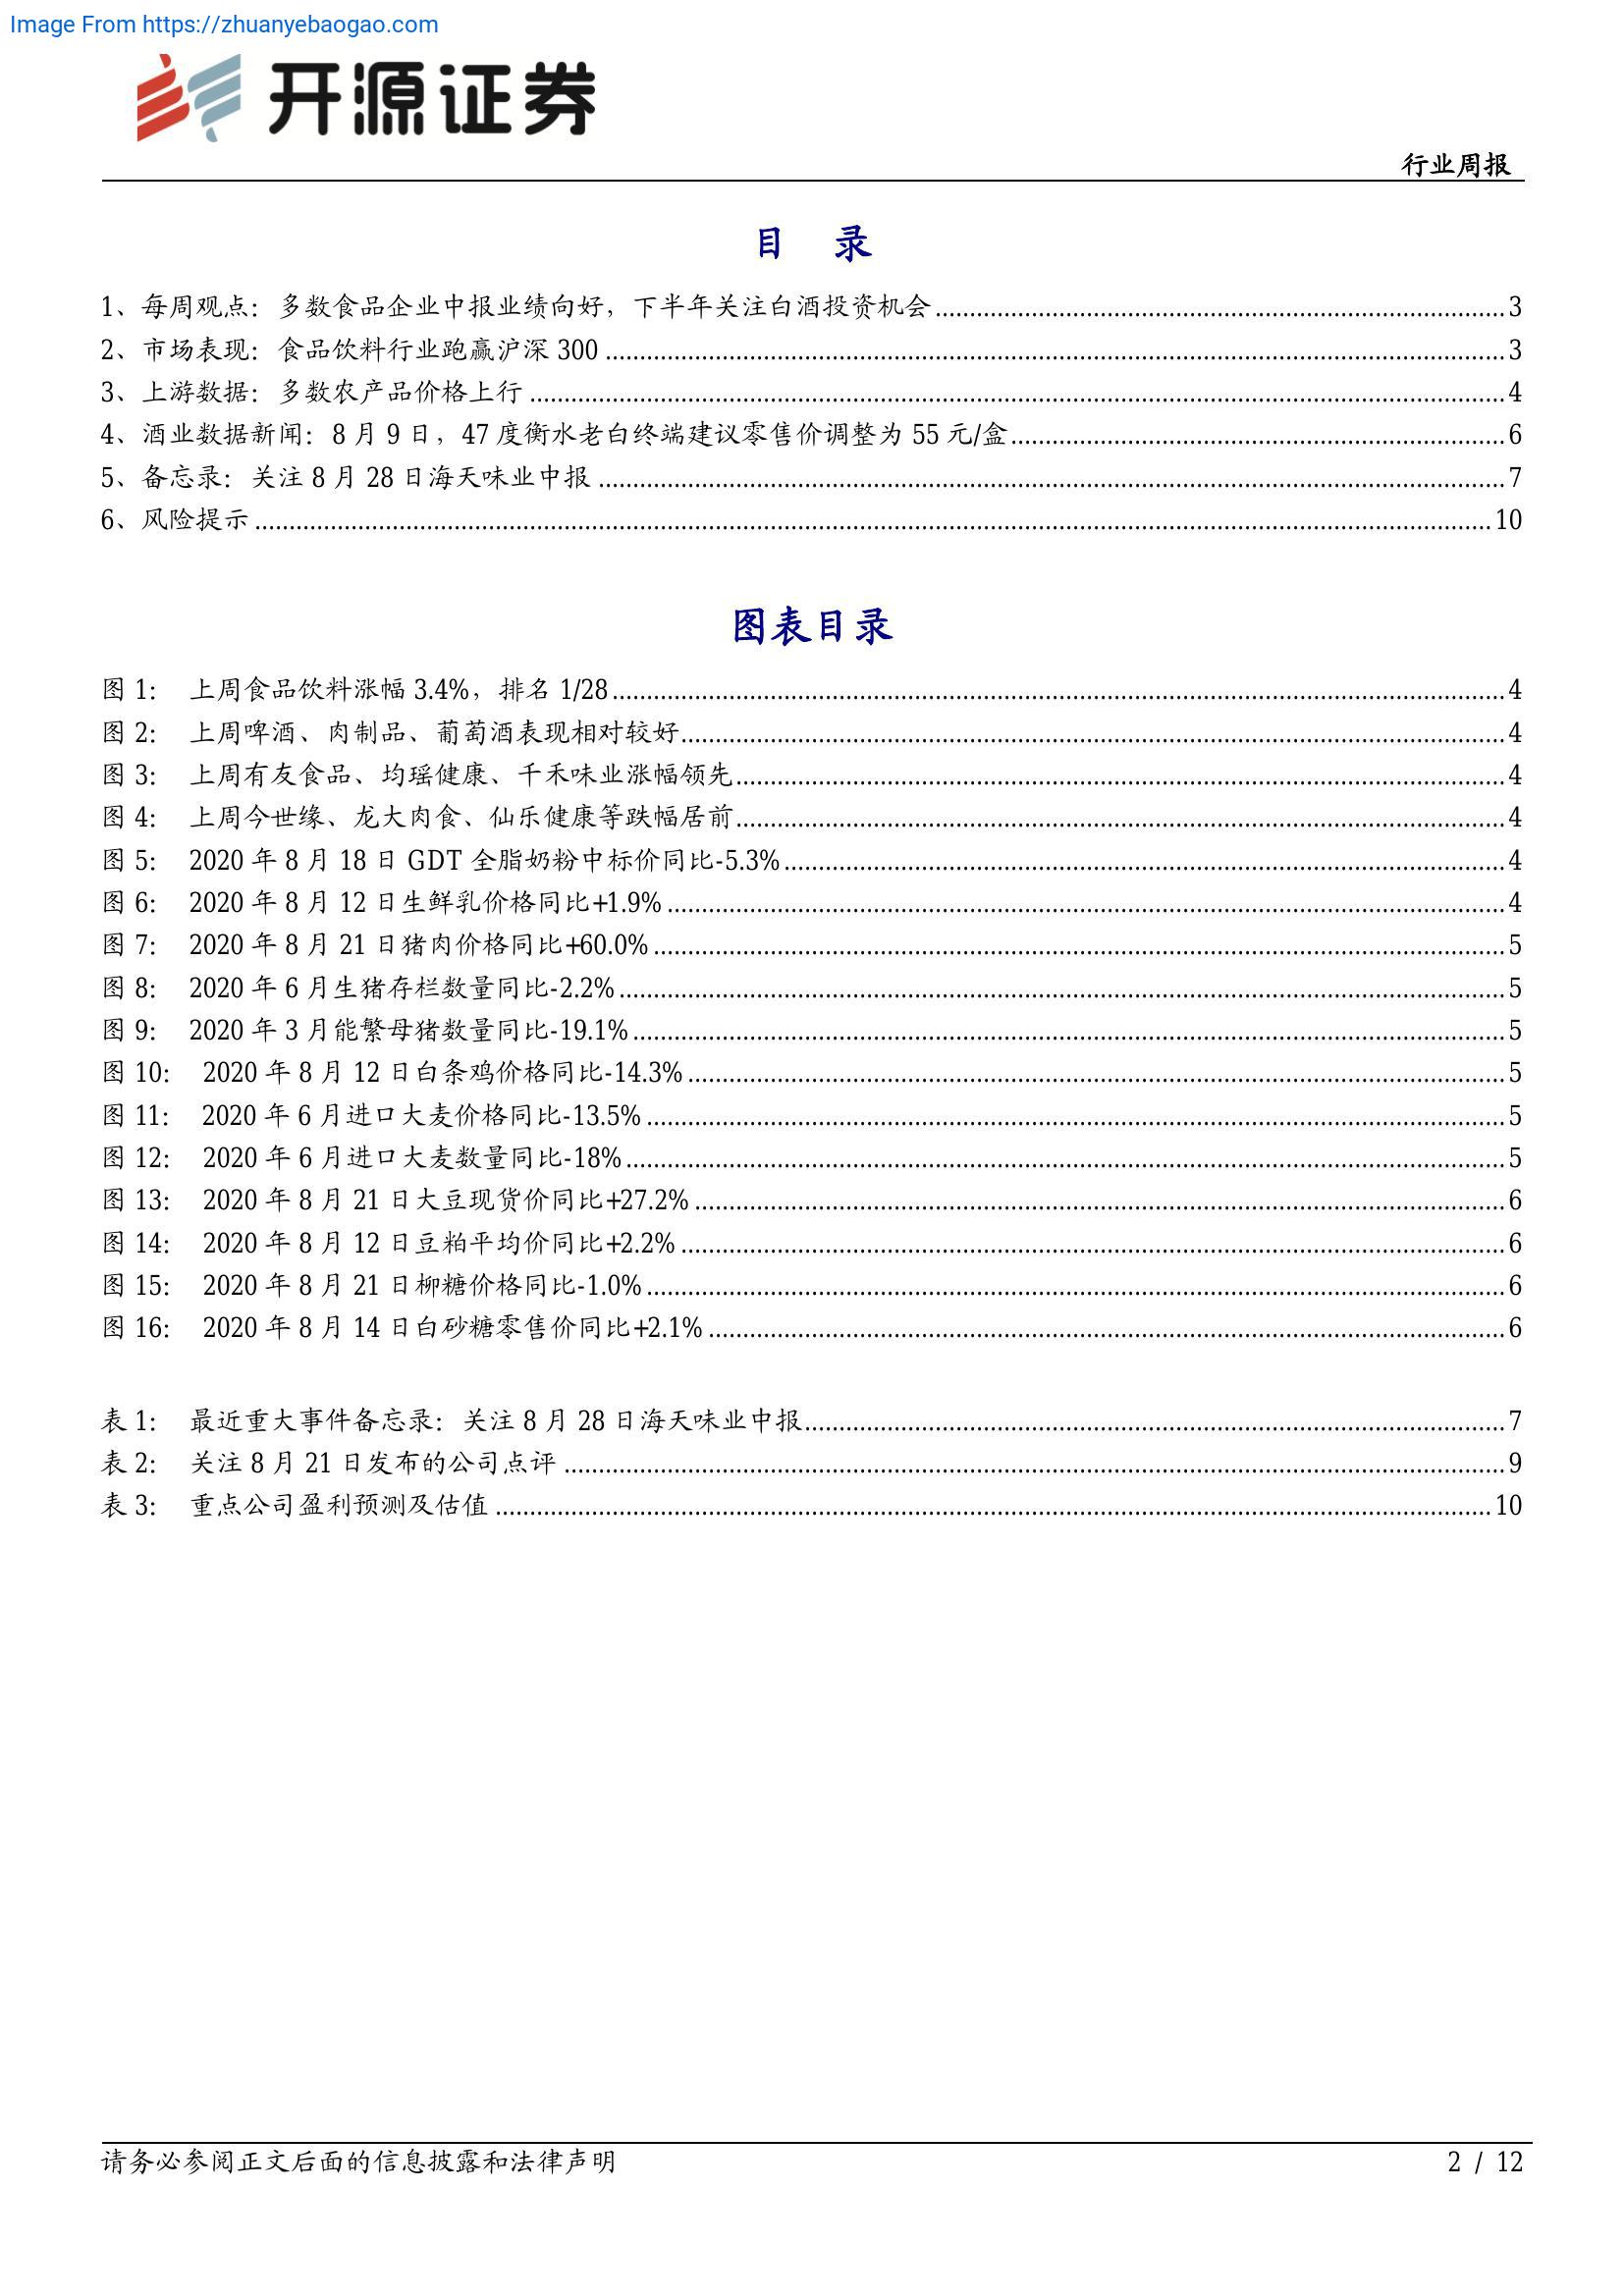 Image From https://zhuanyebaogao.com
开源证券
行业周报
目 录
1、每周观点：多数食品企业中报业绩向好，下半年关注白酒投资机会 3
2、市场表现：食品饮料行业跑赢沪深 300 3
3、上游数据：多数农产品价格上行 4
4、酒业数据新闻：8 月 9 日，47 度衡水老白终端建议零售价调整为 55 元/盒 6
5、备忘录：关注 8 月 28 日海天味业中报 7
6、风险提示 10
图表目录
图 1： 上周食品饮料涨幅 3.4%，排名 1/28 4
图 2： 上周啤酒、肉制品、葡萄酒表现相对较好 4
图 3： 上周有友食品、均瑶健康、千禾味业涨幅领先 4
图 4： 上周今世缘、龙大肉食、仙乐健康等跌幅居前 4
图 5： 2020 年 8 月 18 日 GDT 全脂奶粉中标价同比-5.3% 4
图 6： 2020 年 8 月 12 日生鲜乳价格同比+1.9% 4
图 7： 2020 年 8 月 21 日猪肉价格同比+60.0% 5
图 8： 2020 年 6 月生猪存栏数量同比-2.2% 5
图 9： 2020 年 3 月能繁母猪数量同比-19.1% 5
图 10： 2020 年 8 月 12 日白条鸡价格同比-14.3% 5
图 11： 2020 年 6 月进口大麦价格同比-13.5% 5
图 12： 2020 年 6 月进口大麦数量同比-18% 5
图 13： 2020 年 8 月 21 日大豆现货价同比+27.2% 6
图 14： 2020 年 8 月 12 日豆粕平均价同比+2.2% 6
图 15： 2020 年 8 月 21 日柳糖价格同比-1.0% 6
图 16： 2020 年 8 月 14 日白砂糖零售价同比+2.1% 6
表 1： 最近重大事件备忘录：关注 8 月 28 日海天味业中报 7
表 2： 关注 8 月 21 日发布的公司点评 9
表 3： 重点公司盈利预测及估值 10
请务必参阅正文后面的信息披露和法律声明
2 / 12